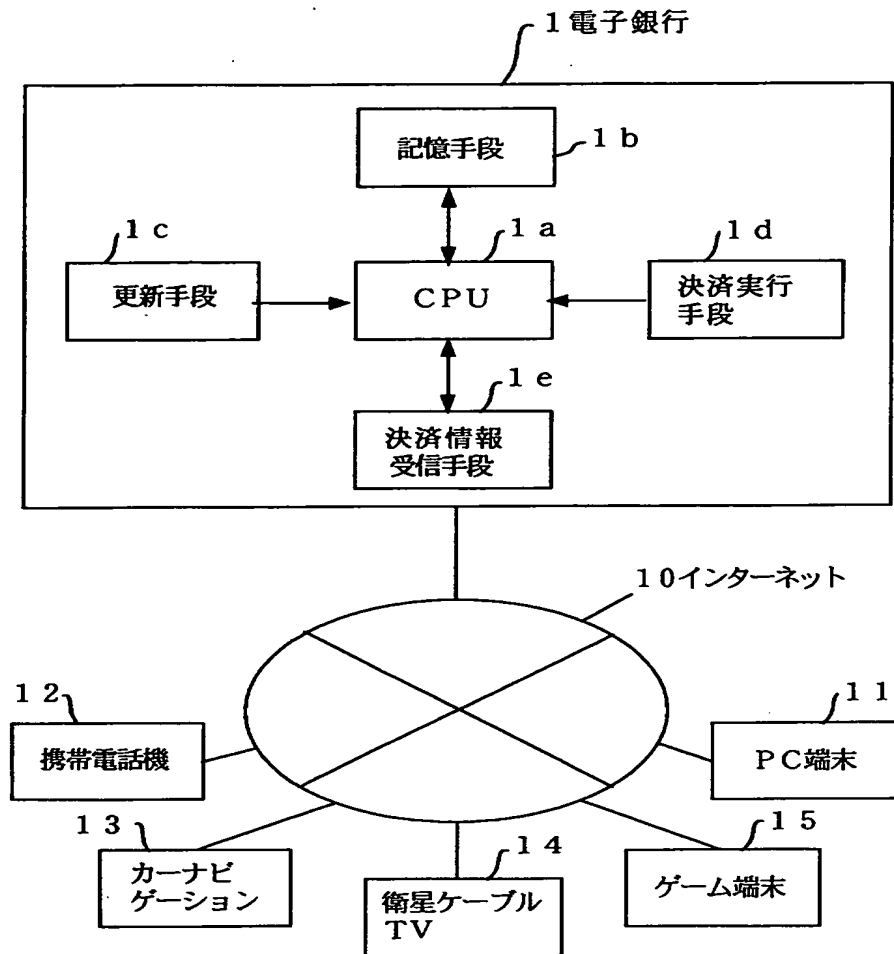 1電子銀行
記憶手段
1b
1c
1a
1d
更新手段
CPU
決済実行
手段
1e
決済情報
受信手段
10インターネット
12
11
携帯電話機
PC端末
13
14
15
カーナビ
ゲーション
衛星ケーブル
TV
ゲーム端末